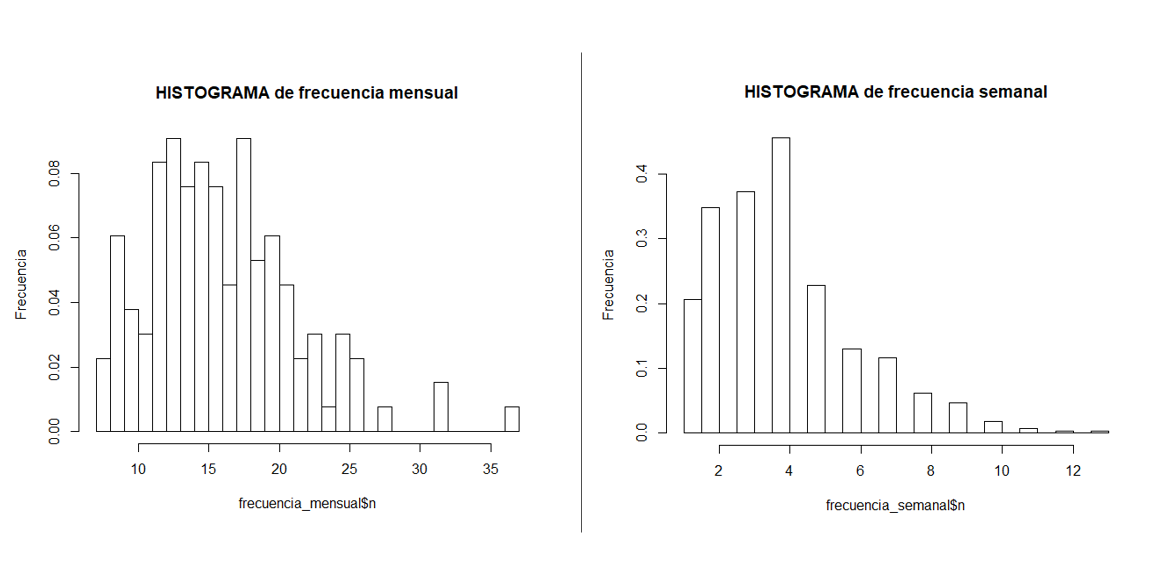 HISTOGRAMA de frecuencia mensual
Frecuencia
0.00 0.02 0.04 0.06 0.08
10 15 20 25 30 35
frecuencia_mensual$n
HISTOGRAMA de frecuencia semanal
Frecuencia
0.0 0.1 0.2 0.3 0.4
2 4 6 8 10 12
frecuencia_semanal$n